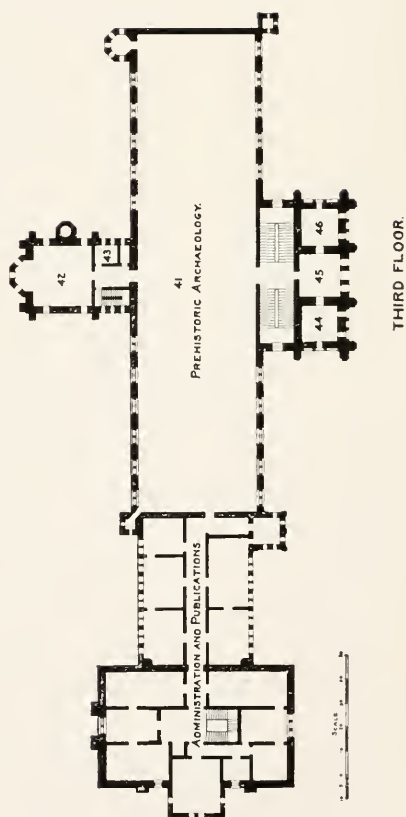 42
43
41
PREHISTORIC ARCHAEOLOGY.
44
45
46
ADMINISTRATION AND PUBLICATIONS
SCALE
THIRD FLOOR.